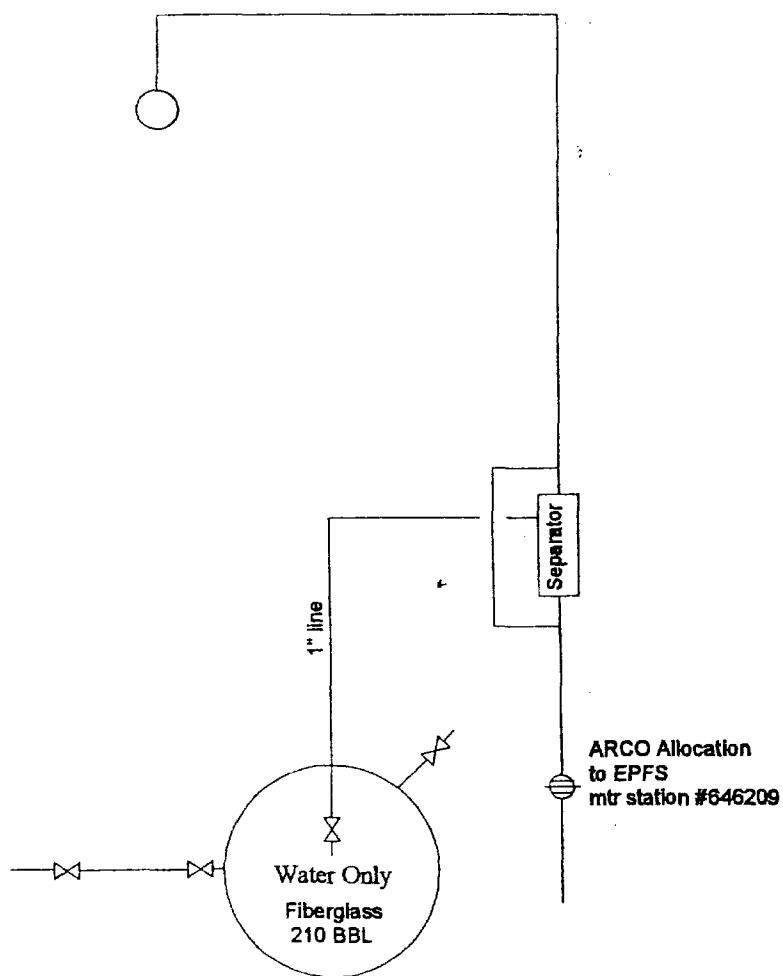 Separator
1" line
ARCO Allocation
to EPFS
mtr station #646209
Water Only
Fiberglass
210 BBL